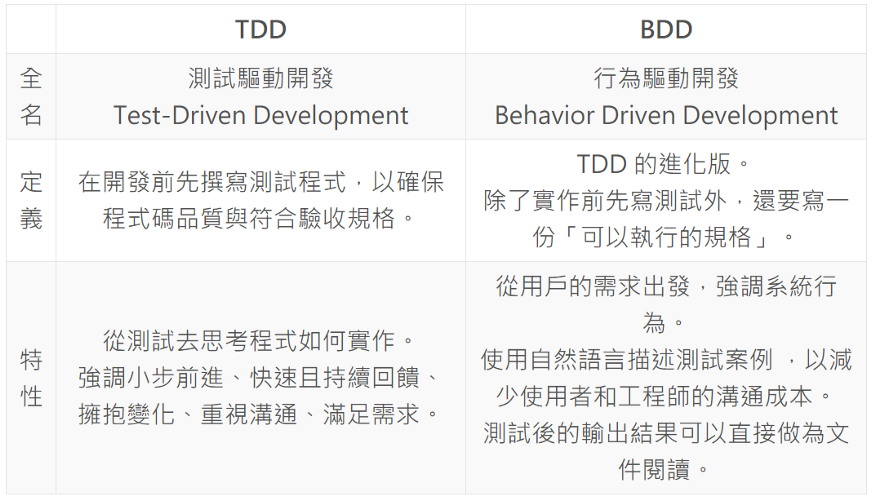 TDD
BDD
全
名
測試驅動開發
Test-Driven Development
行為驅動開發
Behavior Driven Development
定
義
在開發前先撰寫測試程式，以確保
程式碼品質與符合驗收規格。
TDD 的進化版。
除了實作前先寫測試外，還要寫一
份「可以執行的規格」。
特
性
從測試去思考程式如何實作。
強調小步前進、快速且持續回饋、
擁抱變化、重視溝通、滿足需求。
從用戶的需求出發，強調系統行
為。
使用自然語言描述測試案例 ，以減
少使用者和工程師的溝通成本。
測試後的輸出結果可以直接做為文
件閱讀。